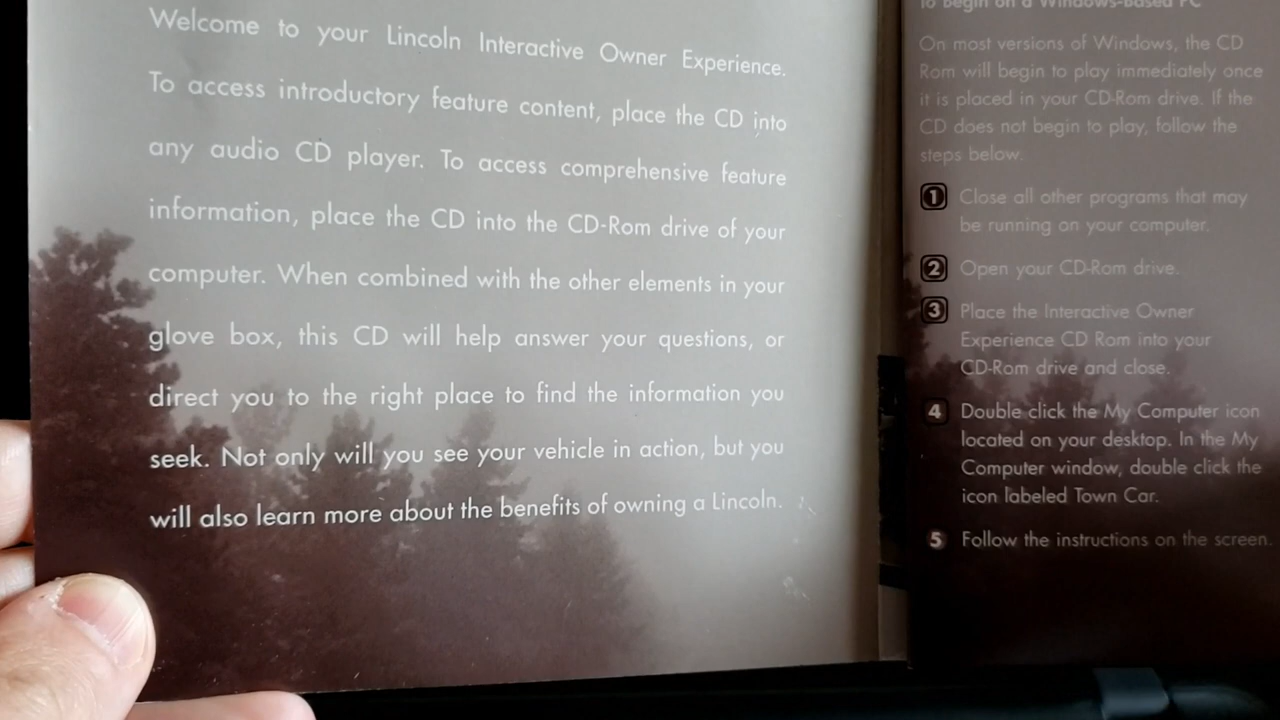 Welcome to your Lincoln Interactive Owner Experience.
To access introductory feature content, place the CD into
any audio CD player. To access comprehensive feature
information, place the CD into the CD-Rom drive of your
computer. When combined with the other elements in your
glove box, this CD will help answer your questions, or
direct you to the right place to find the information you
seek. Not only will you see your vehicle in action, but you
will also learn more about the benefits of owning a Lincoln.
To Begin on a Windows-Based PC
On most versions of Windows, the CD
Rom will begin to play immediately once
it is placed in your CD-Rom drive. If the
CD does not begin to play, follow the
steps below.
1 Close all other programs that may
be running on your computer.
2 Open your CD-Rom drive.
3 Place the Interactive Owner
Experience CD Rom into your
CD-Rom drive and close.
4 Double click the My Computer icon
located on your desktop. In the My
Computer window, double click the
icon labeled Town Car.
5 Follow the instructions on the screen.